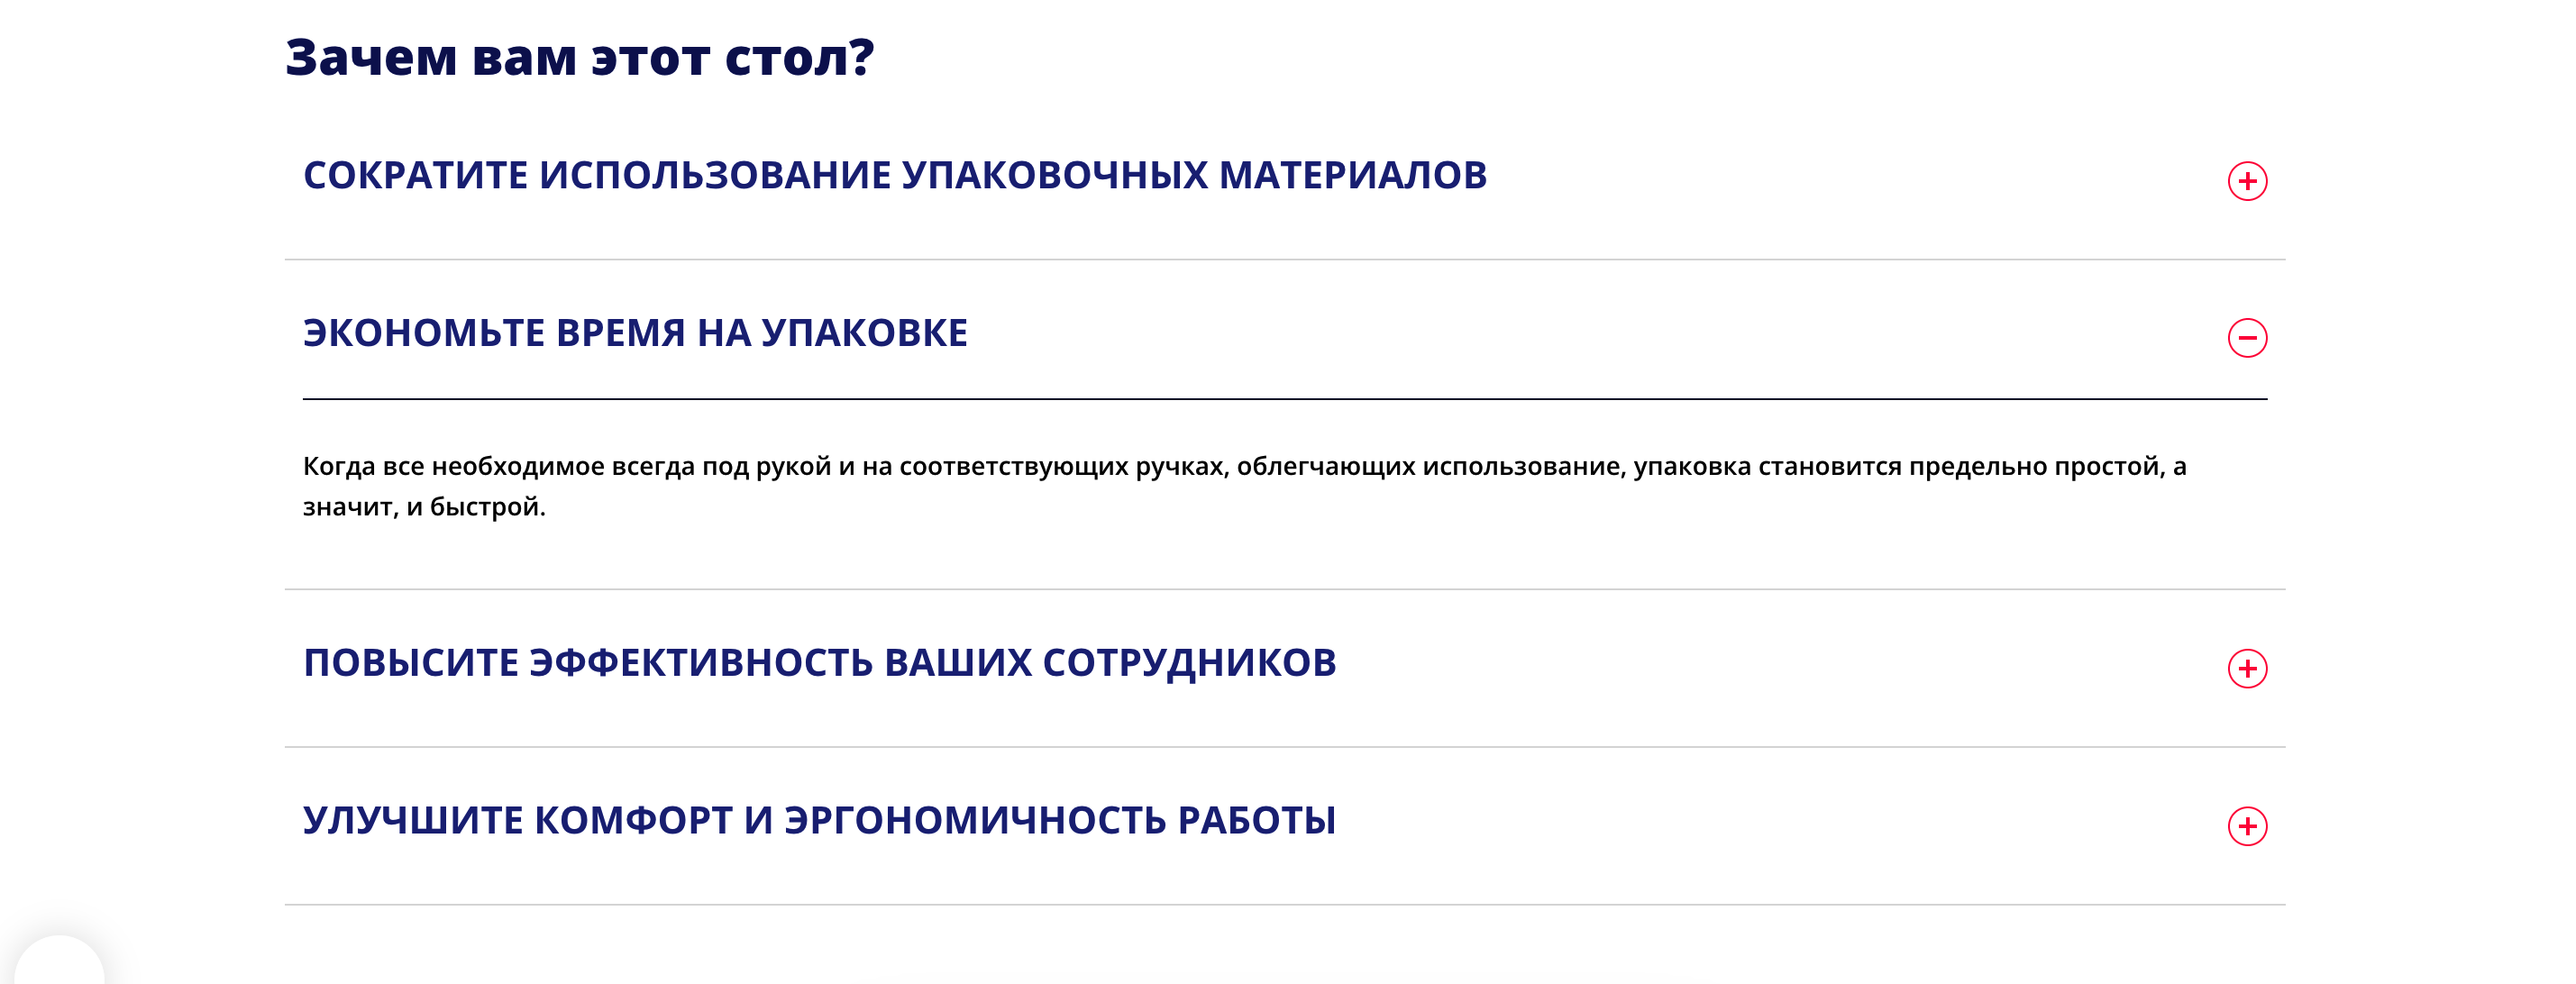 Зачем вам этот стол?
СОКРАТИТЕ ИСПОЛЬЗОВАНИЕ УПАКОВОЧНЫХ МАТЕРИАЛОВ
ЭКОНОМЬТЕ ВРЕМЯ НА УПАКОВКЕ
Когда все необходимое всегда под рукой и на соответствующих ручках, облегчающих использование, упаковка становится предельно простой, а
значит, и быстрой.
ПОВЫСИТЕ ЭФФЕКТИВНОСТЬ ВАШИХ СОТРУДНИКОВ
УЛУЧШИТЕ КОМФОРТ И ЭРГОНОМИЧНОСТЬ РАБОТЫ